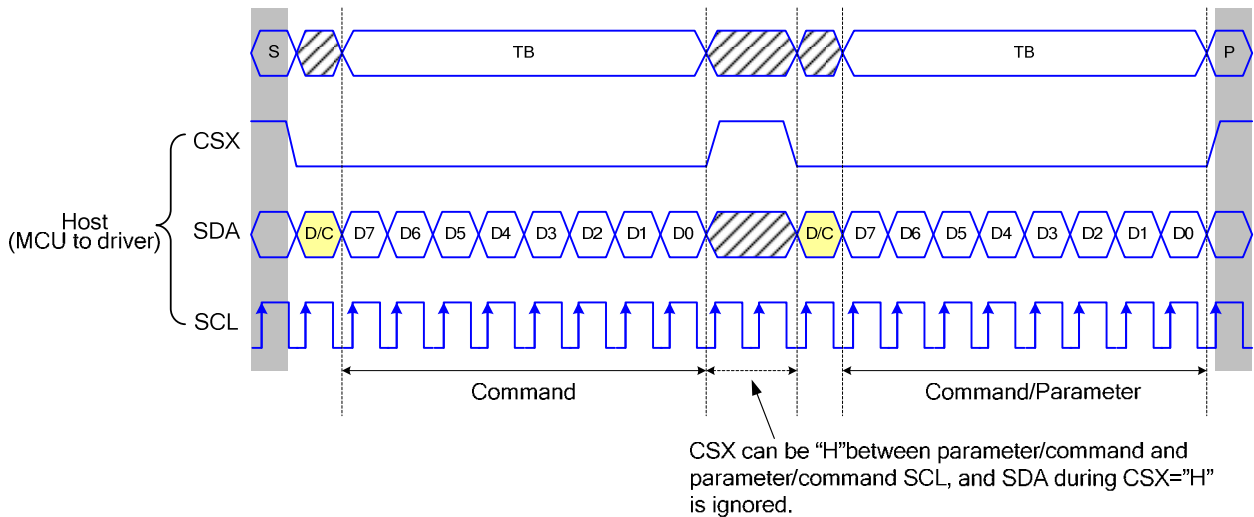 S TB TB P
CSX
Host
(MCU to driver)
SDA D/C D7 D6 D5 D4 D3 D2 D1 D0 D/C D7 D6 D5 D4 D3 D2 D1 D0
SCL
Command Command/Parameter
CSX can be “H”between parameter/command and
parameter/command SCL, and SDA during CSX=”H”
is ignored.